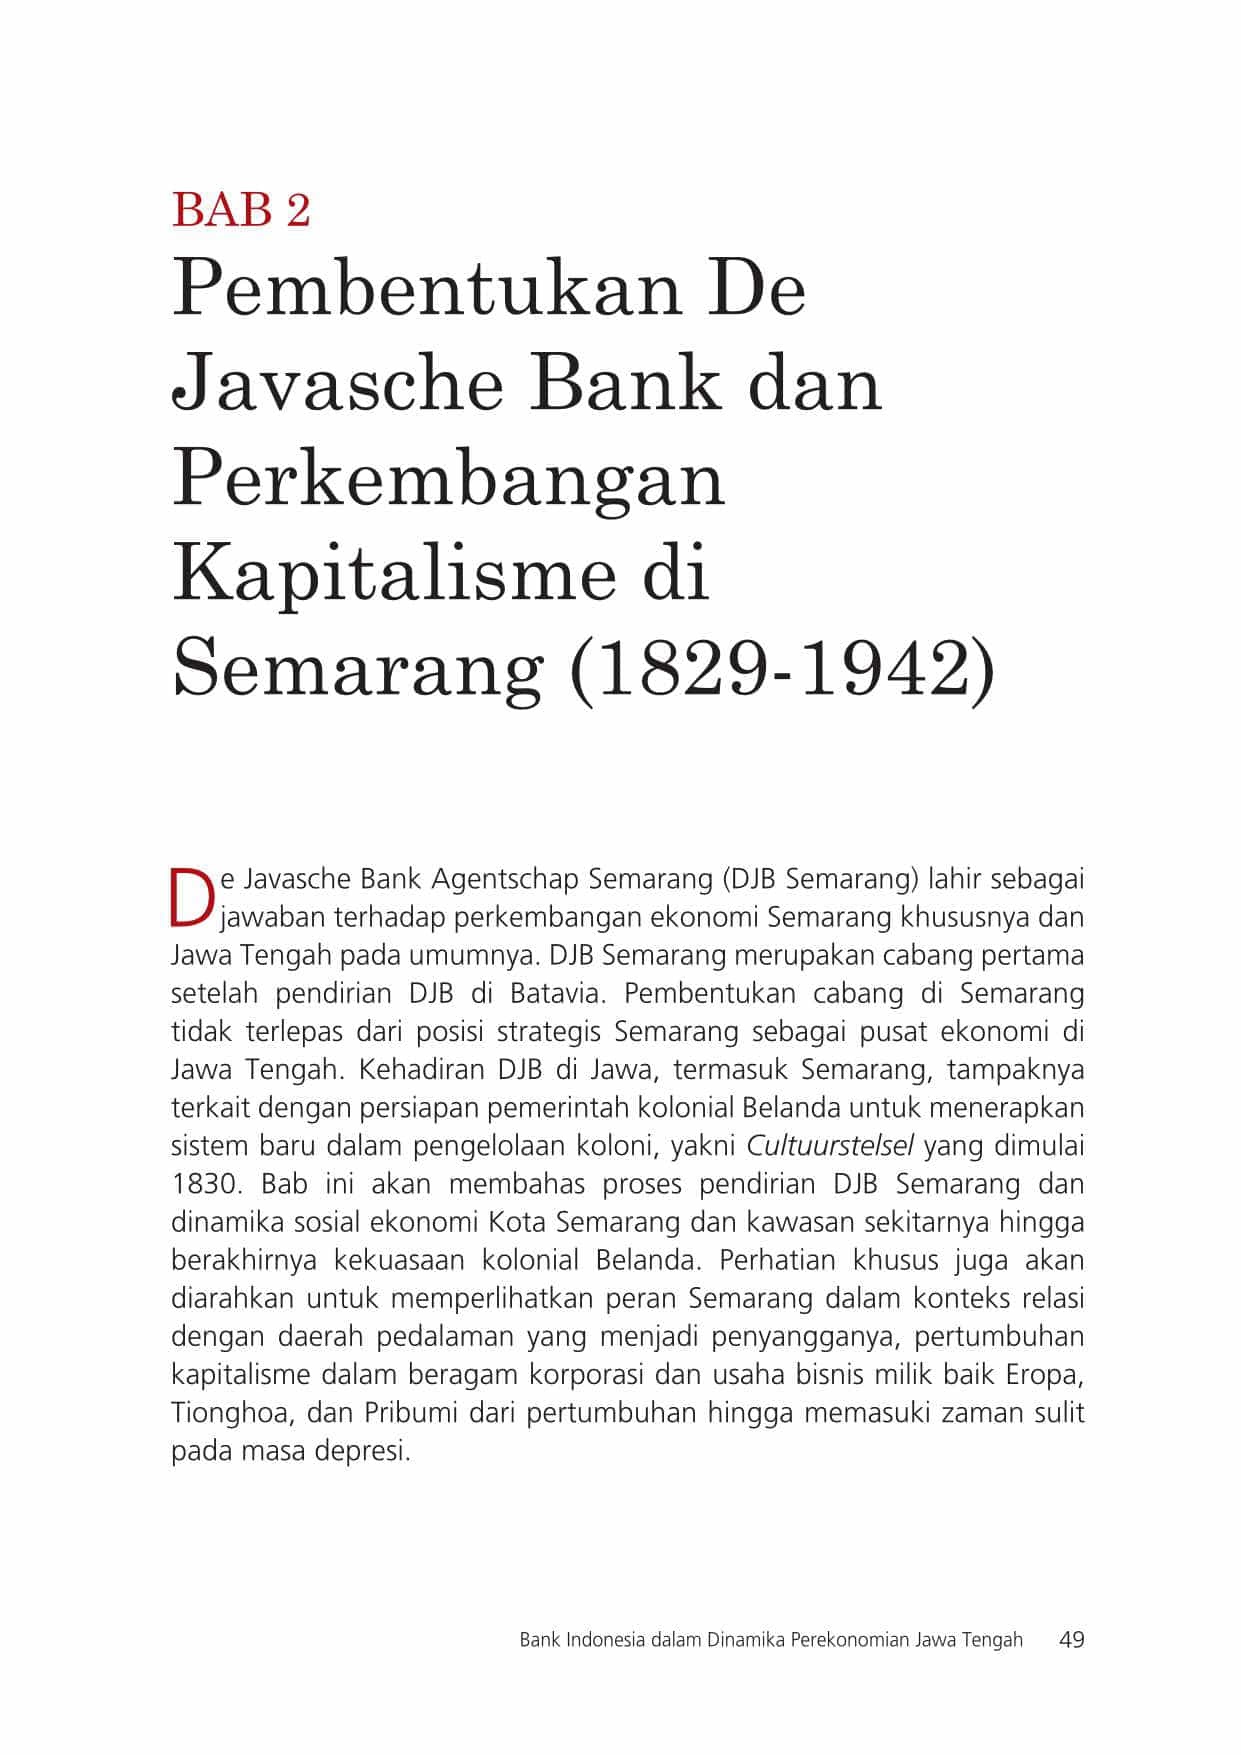 BAB 2
Pembentukan De
Javasche Bank dan
Perkembangan
Kapitalisme di
Semarang (1829-1942)
De Javasche Bank Agentschap Semarang (DJB Semarang) lahir sebagai
jawaban terhadap perkembangan ekonomi Semarang khususnya dan
Jawa Tengah pada umumnya. DJB Semarang merupakan cabang pertama
setelah pendirian DJB di Batavia. Pembentukan cabang di Semarang
tidak terlepas dari posisi strategis Semarang sebagai pusat ekonomi di
Jawa Tengah. Kehadiran DJB di Jawa, termasuk Semarang, tampaknya
terkait dengan persiapan pemerintah kolonial Belanda untuk menerapkan
sistem baru dalam pengelolaan koloni, yakni Cultuurstelsel yang dimulai
1830. Bab ini akan membahas proses pendirian DJB Semarang dan
dinamika sosial ekonomi Kota Semarang dan kawasan sekitarnya hingga
berakhirnya kekuasaan kolonial Belanda. Perhatian khusus juga akan
diarahkan untuk memperlihatkan peran Semarang dalam konteks relasi
dengan daerah pedalaman yang menjadi penyangganya, pertumbuhan
kapitalisme dalam beragam korporasi dan usaha bisnis milik baik Eropa,
Tionghoa, dan Pribumi dari pertumbuhan hingga memasuki zaman sulit
pada masa depresi.
Bank Indonesia dalam Dinamika Perekonomian Jawa Tengah 49